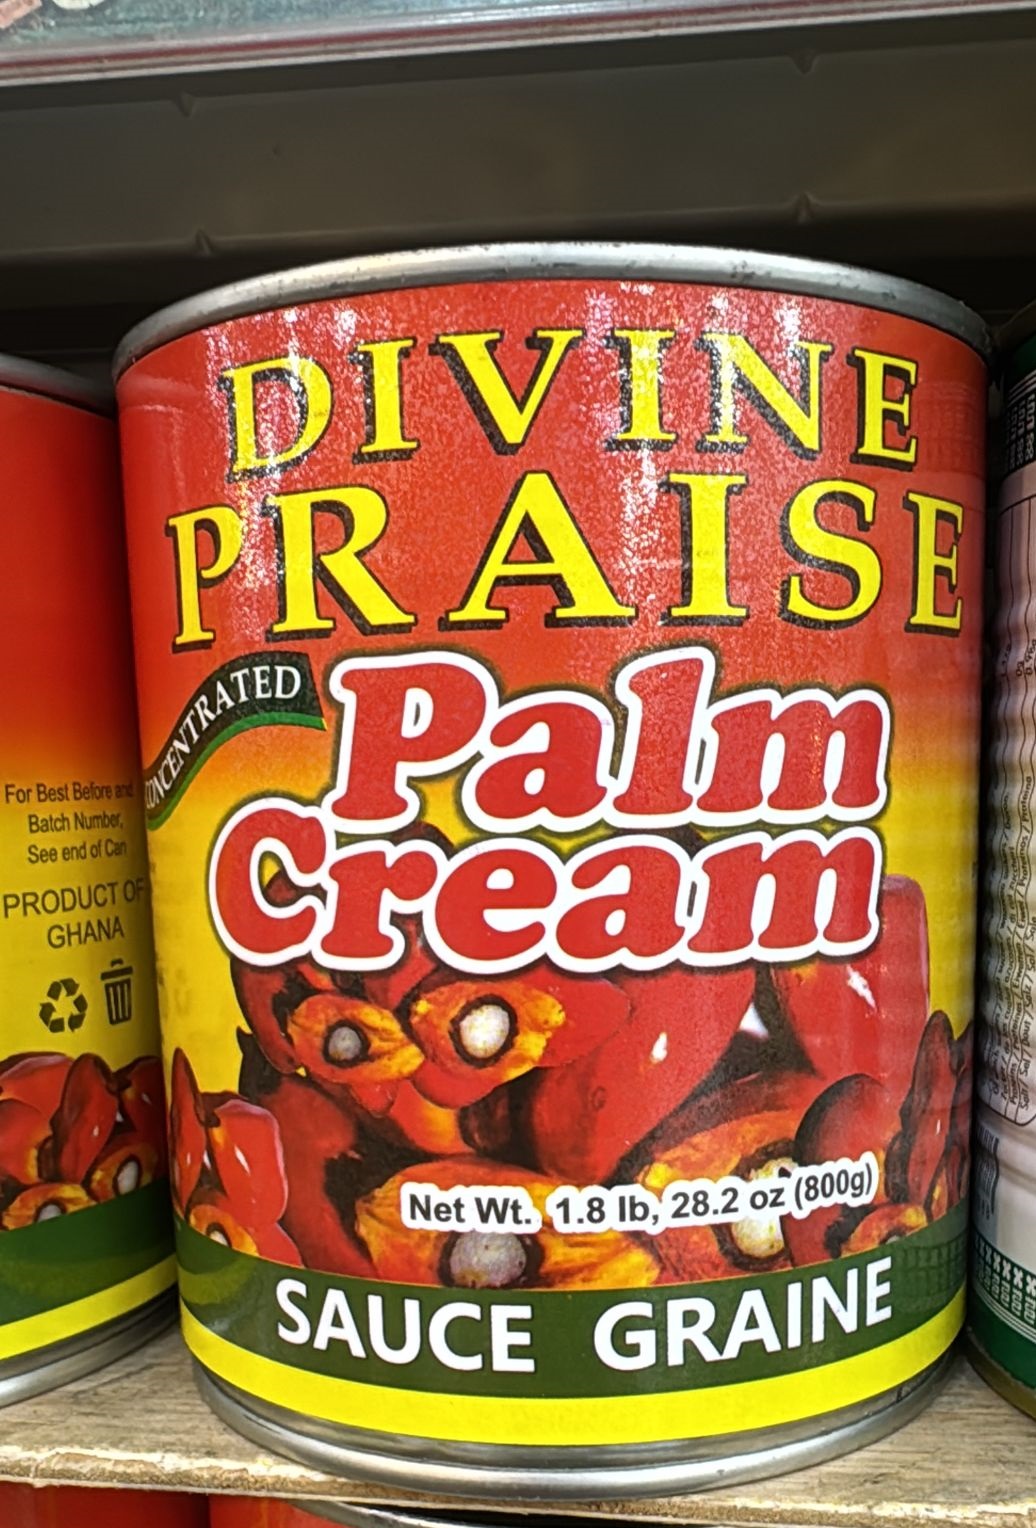 DIVINE
PRAISE
CONCENTRATED
Palm
Cream
Net Wt. 1.8 lb, 28.2 oz (800g)
SAUCE GRAINE
For Best Before and
Batch Number,
See end of Can
PRODUCT OF
GHANA